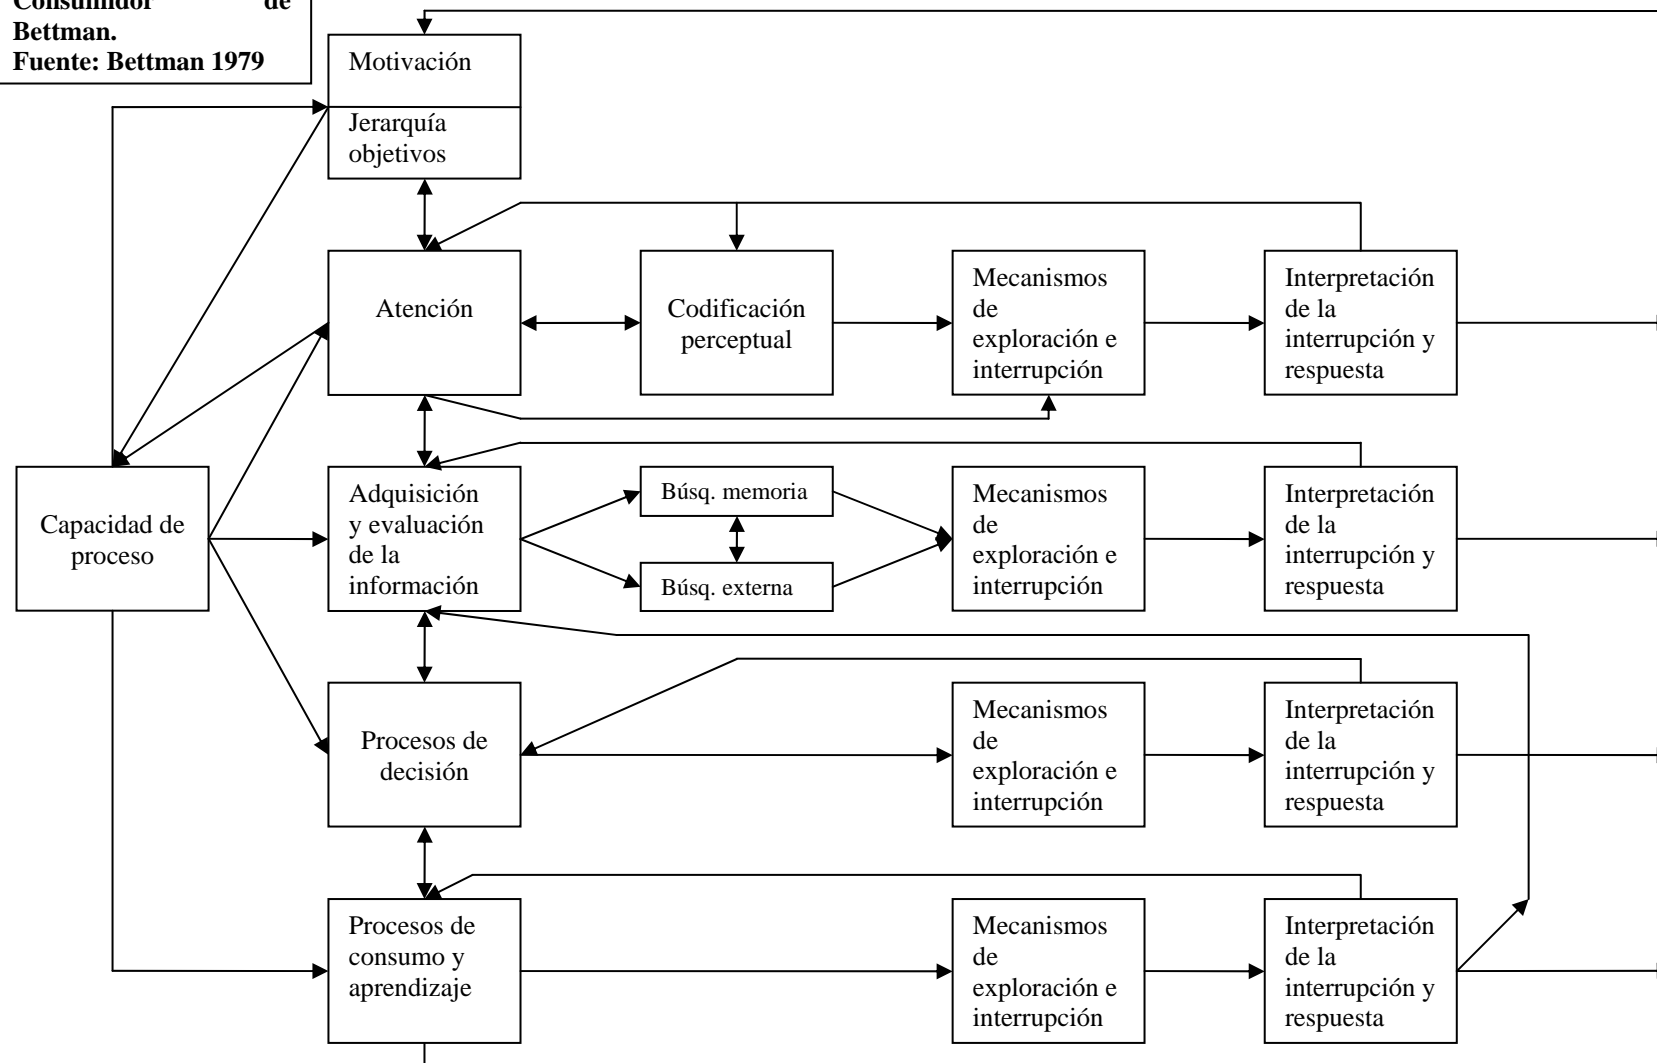 Consumidor de
Bettman.
Fuente: Bettman 1979
Motivación
Jerarquía
objetivos
Atención
Codificación
perceptual
Mecanismos
de
exploración e
interrupción
Interpretación
de la
interrupción y
respuesta
Capacidad de
proceso
Adquisición
y evaluación
de la
información
Búsq. memoria
Búsq. externa
Mecanismos
de
exploración e
interrupción
Interpretación
de la
interrupción y
respuesta
Procesos de
decisión
Mecanismos
de
exploración e
interrupción
Interpretación
de la
interrupción y
respuesta
Procesos de
consumo y
aprendizaje
Mecanismos
de
exploración e
interrupción
Interpretación
de la
interrupción y
respuesta